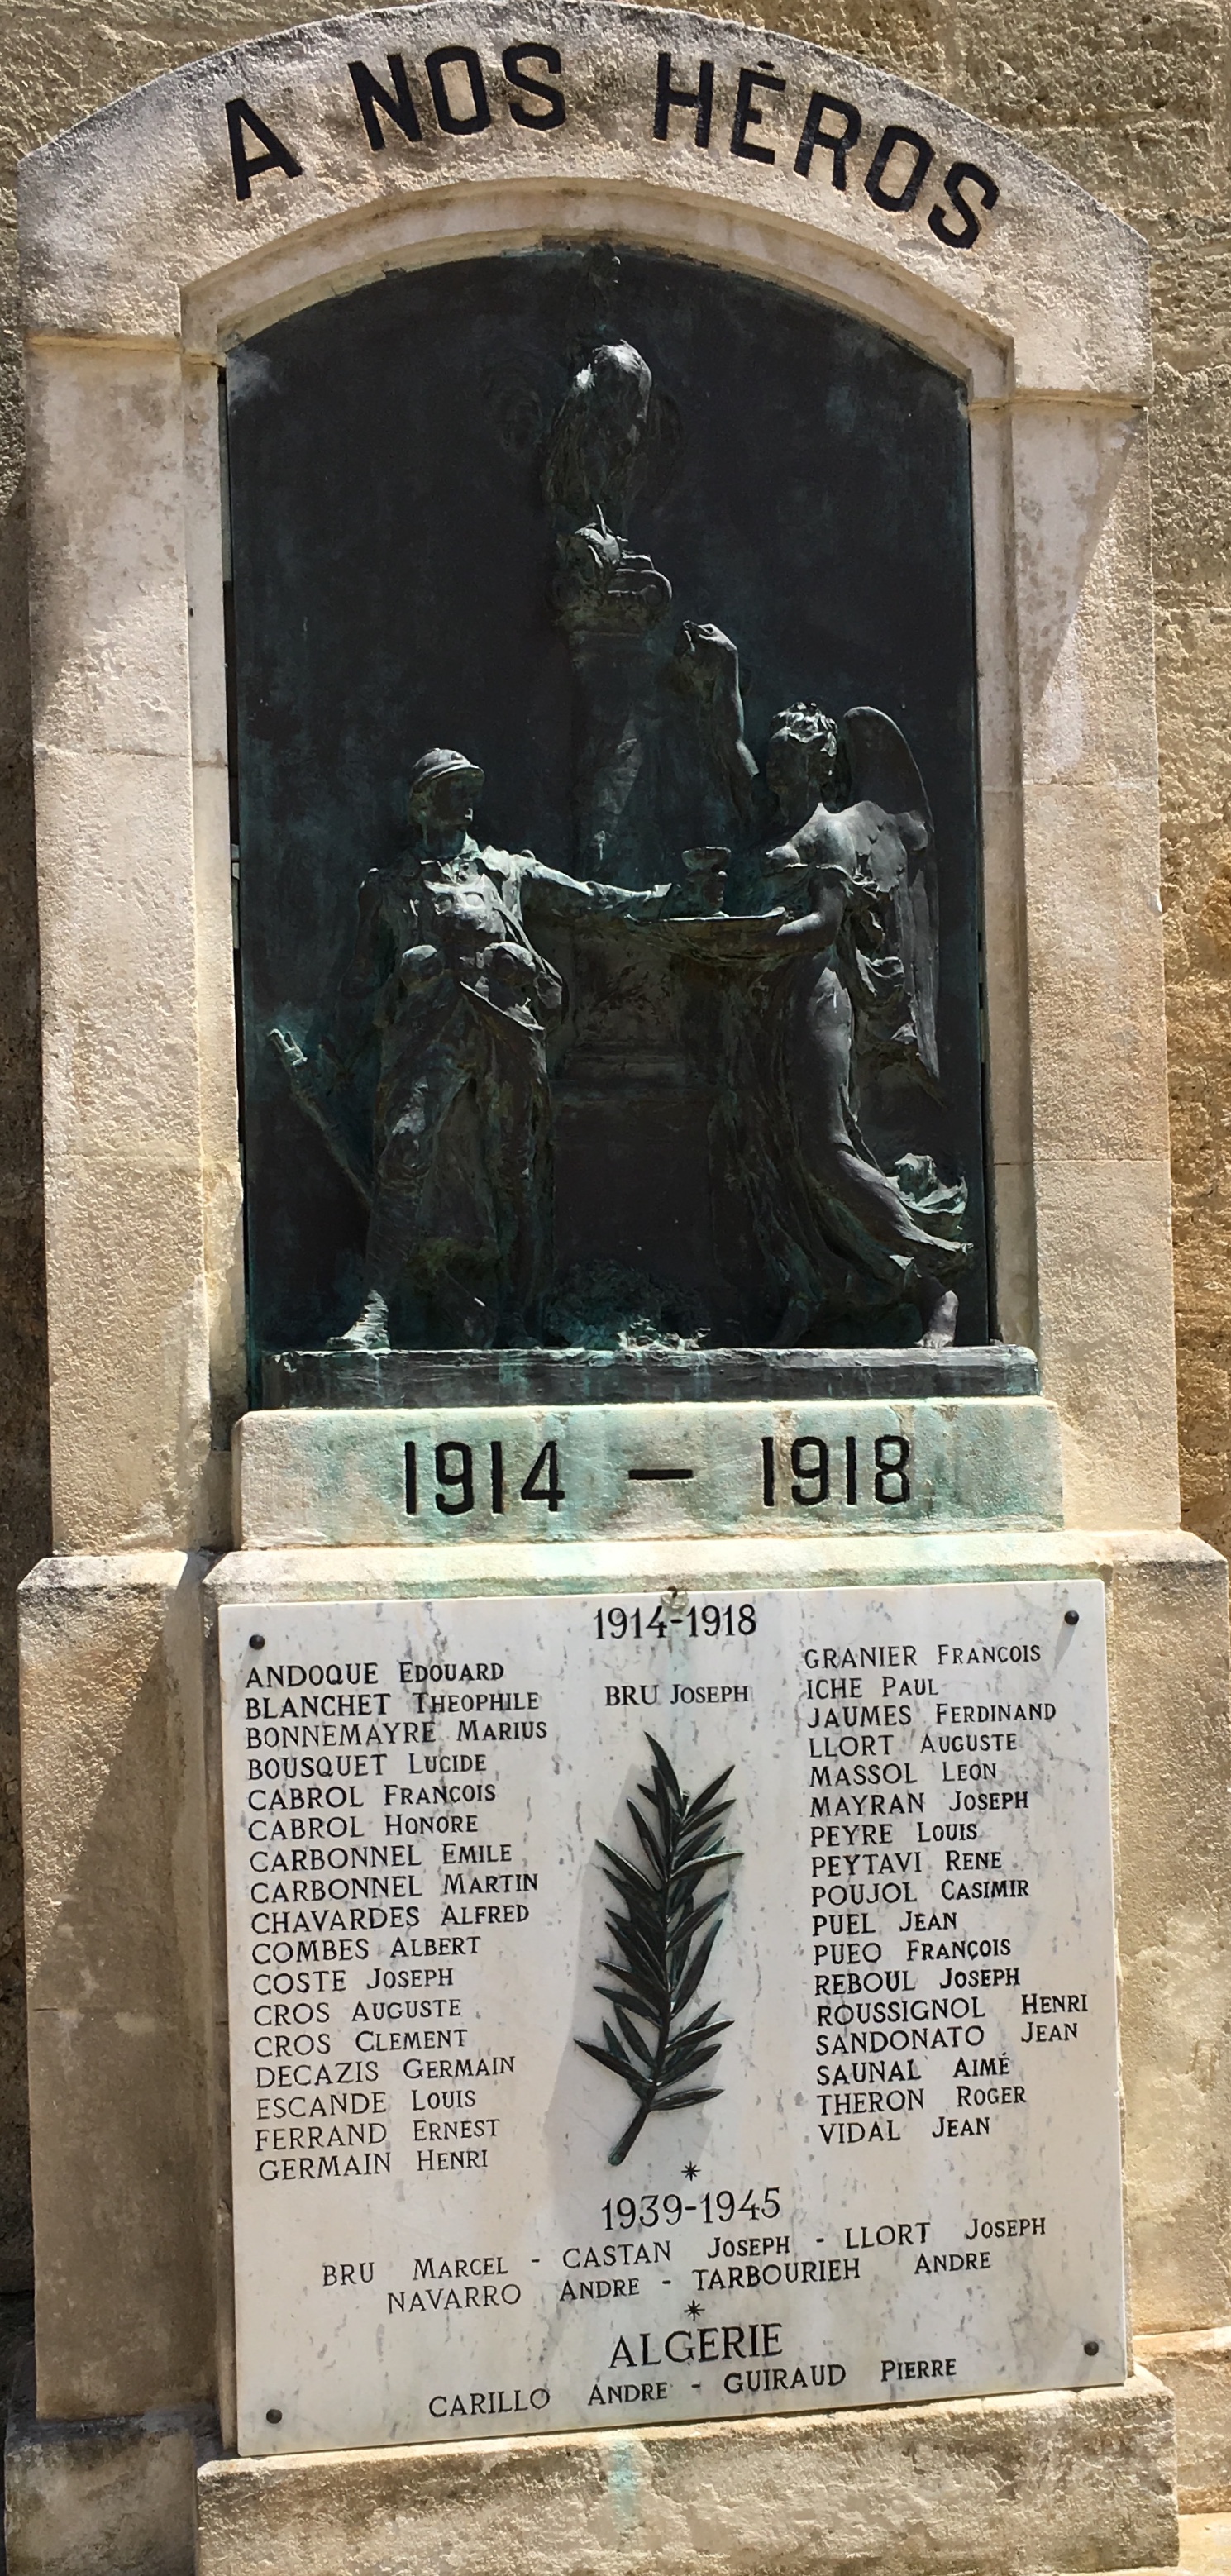 A NOS HÉROS
1914 — 1918
1914-1918
BRU JOSEPH
ANDOQUE EDOUARD
BLANCHET THEOPHILE
BONNEMAYRE MARIUS
BOUSQUET LUCIDE
CABROL FRANÇOIS
CABROL HONORE
CARBONNEL EMILE
CARBONNEL MARTIN
CHAVARDES ALFRED
COMBES ALBERT
COSTE JOSEPH
CROS AUGUSTE
CROS CLEMENT
DECAZIS GERMAIN
ESCANDE LOUIS
FERRAND ERNEST
GERMAIN HENRI
GRANIER FRANCOIS
ICHE PAUL
JAUMES FERDINAND
LLORT AUGUSTE
MASSOL LEON
MAYRAN JOSEPH
PEYRE LOUIS
PEYTAVI RENE
POUJOL CASIMIR
PUEL JEAN
PUEO FRANÇOIS
REBOUL JOSEPH
ROUSSIGNOL HENRI
SANDONATO JEAN
SAUNAL AIMÉ
THERON ROGER
VIDAL JEAN
1939-1945
BRU MARCEL - CASTAN JOSEPH - LLORT JOSEPH
NAVARRO ANDRE - TARBOURIEH ANDRE
ALGERIE
CARILLO ANDRE - GUIRAUD PIERRE